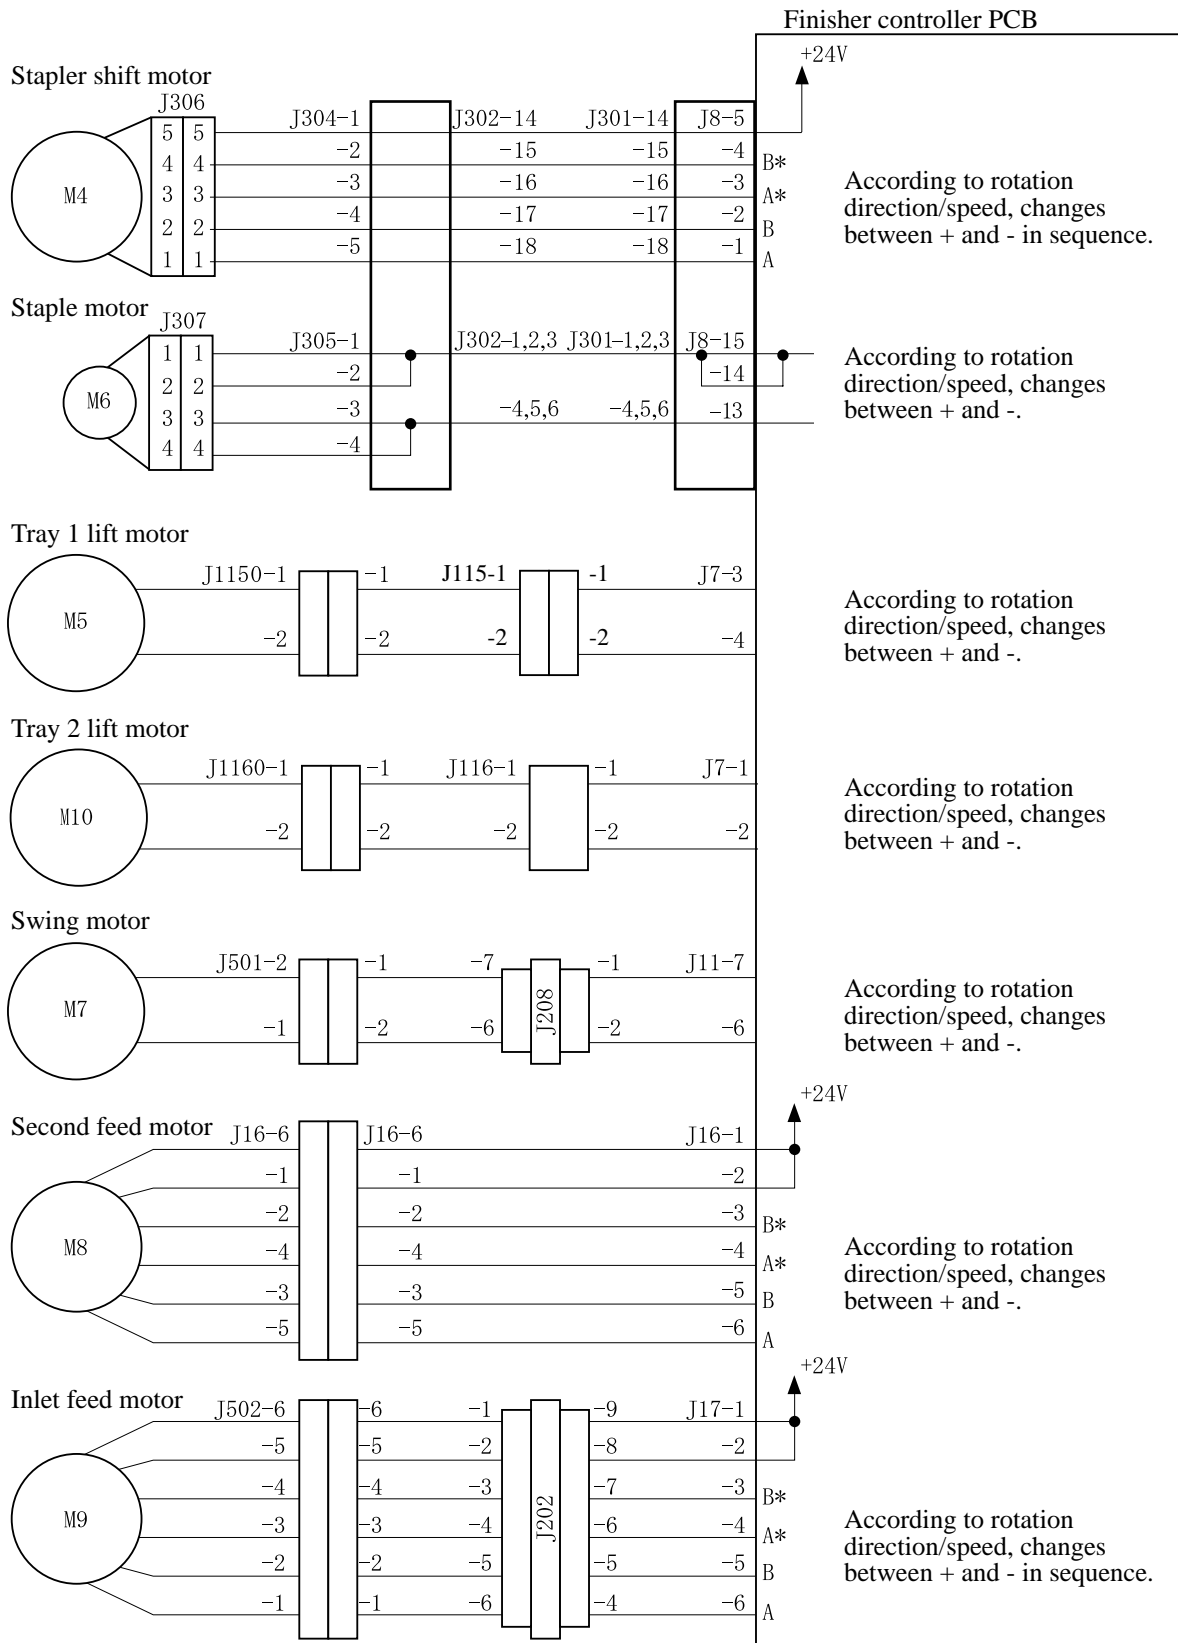 Finisher controller PCB
+24V
Stapler shift motor
J306
J304-1 J302-14 J301-14 J8-5
5 5
-2 -15 -15 -4
4 4 B*
-3 -16 -16 -3
M4 3 3 A*
-4 -17 -17 -2
2 2 B
-5 -18 -18 -1
1 1 A
According to rotation
direction/speed, changes
between + and - in sequence.
Staple motor
J307
J305-1 J302-1,2,3 J301-1,2,3 J8-15
1 1
-2 -14
2 2
M6
-3 -4,5,6 -4,5,6 -13
3 3
-4
4 4
According to rotation
direction/speed, changes
between + and -.
Tray 1 lift motor
J1150-1 -1 J115-1 -1 J7-3
M5
-2 -2 -2 -2 -4
According to rotation
direction/speed, changes
between + and -.
Tray 2 lift motor
J1160-1 -1 J116-1 -1 J7-1
M10
-2 -2 -2 -2 -2
According to rotation
direction/speed, changes
between + and -.
Swing motor
J501-2 -1 -7 -1 J11-7
M7 J208
-1 -2 -6 -2 -6
According to rotation
direction/speed, changes
between + and -.
+24V
Second feed motor
J16-6 J16-6 J16-1
-1 -1 -2
-2 -2 -3 B*
M8
-4 -4 -4 A*
-3 -3 -5 B
-5 -5 -6 A
According to rotation
direction/speed, changes
between + and -.
+24V
Inlet feed motor
J502-6 -6 -1 -9 J17-1
-5 -5 -2 -8 -2
-4 -4 -3 -7 -3 B*
M9 J202
-3 -3 -4 -6 -4 A*
-2 -2 -5 -5 -5 B
-1 -1 -6 -4 -6 A
According to rotation
direction/speed, changes
between + and - in sequence.